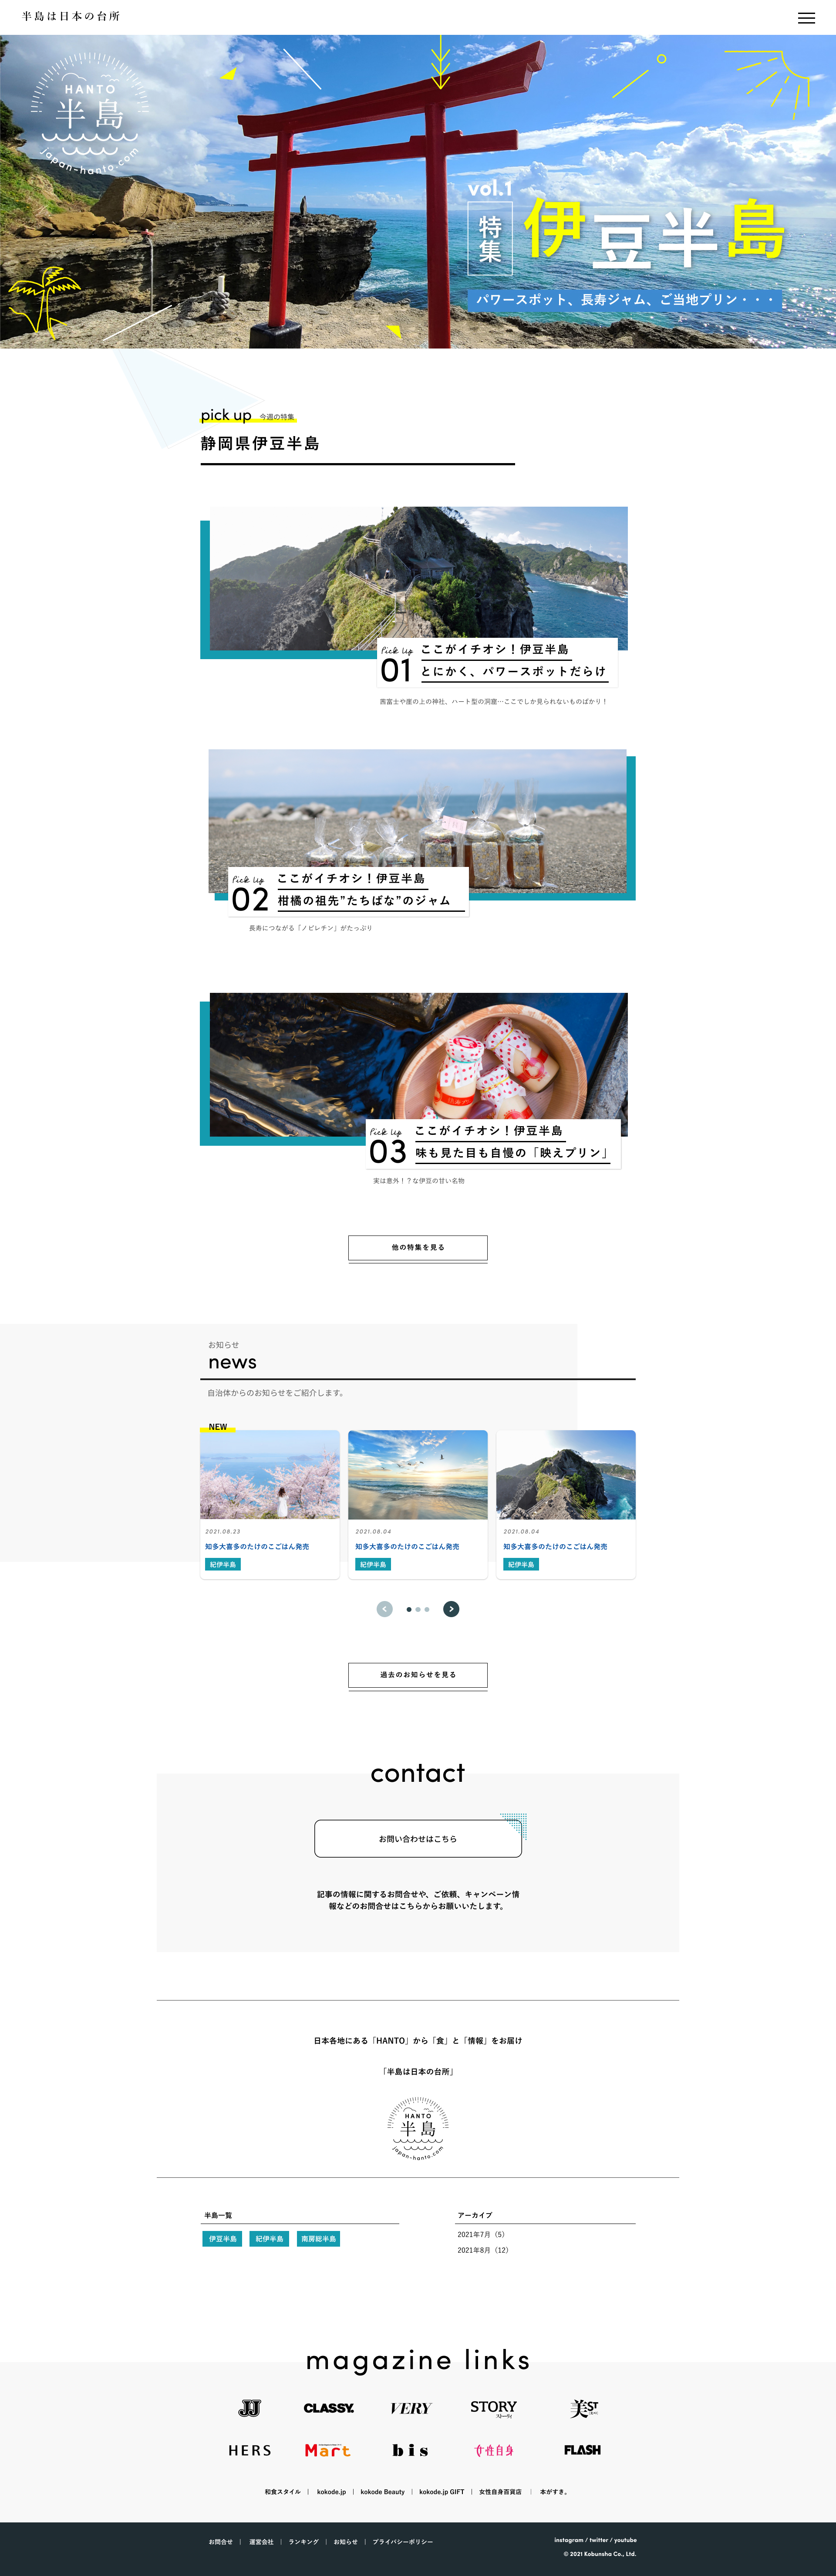 半島は日本の台所
HANTO
半島
japan-hanto.com
vol.1
特集
伊豆半島
パワースポット、長寿ジャム、ご当地プリン・・・
pick up 今週の特集
静岡県伊豆半島
Pick Up
01
ここがイチオシ！伊豆半島
とにかく、パワースポットだらけ
茜富士や崖の上の神社、ハート型の洞窟…ここでしか見られないものばかり！
Pick Up
02
ここがイチオシ！伊豆半島
柑橘の祖先”たちばな”のジャム
長寿につながる「ノビレチン」がたっぷり
Pick Up
03
ここがイチオシ！伊豆半島
味も見た目も自慢の「映えプリン」
実は意外！？な伊豆の甘い名物
他の特集を見る
お知らせ
news
自治体からのお知らせをご紹介します。
NEW
2021.08.23
知多大喜多のたけのこごはん発売
紀伊半島
2021.08.04
知多大喜多のたけのこごはん発売
紀伊半島
2021.08.04
知多大喜多のたけのこごはん発売
紀伊半島
過去のお知らせを見る
contact
お問い合わせはこちら
記事の情報に関するお問合せや、ご依頼、キャンペーン情
報などのお問合せはこちらからお願いいたします。
日本各地にある「HANTO」から「食」と「情報」をお届け
「半島は日本の台所」
HANTO
半島
japan-hanto.com
半島一覧
伊豆半島 紀伊半島 南房総半島
アーカイブ
2021年7月（5）
2021年8月（12）
magazine links
JJ CLASSY. VERY STORY 美ST
HERS Mart bis 女性自身 FLASH
和食スタイル | kokode.jp | kokode Beauty | kokode.jp GIFT | 女性自身百貨店 | 本がすき。
お問合せ | 運営会社 | ランキング | お知らせ | プライバシーポリシー
instagram / twitter / youtube
© 2021 Kobunsha Co., Ltd.